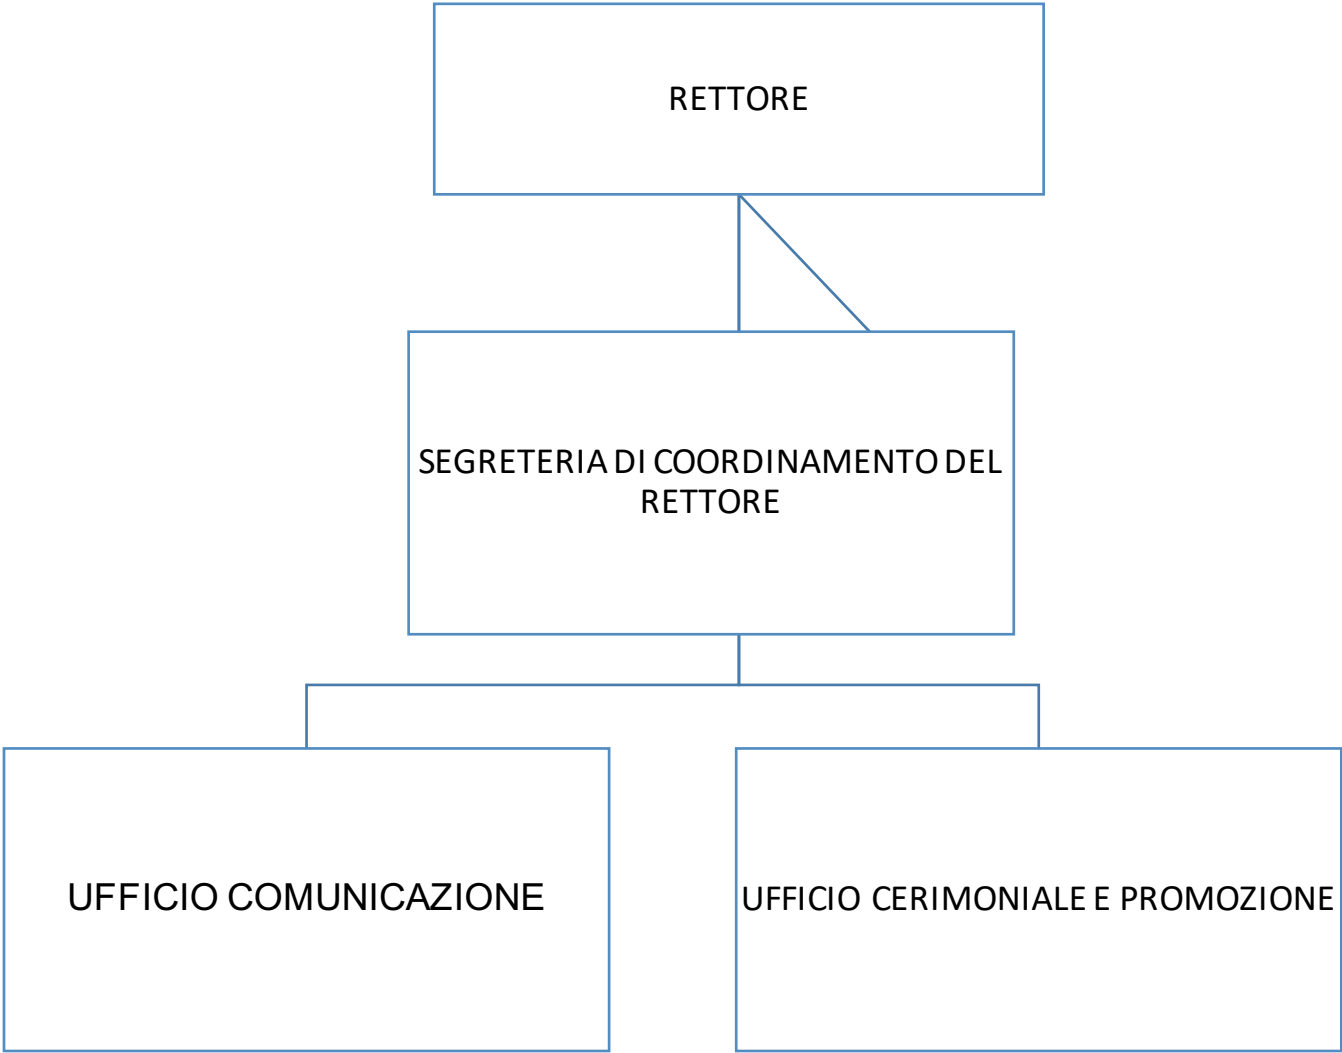 RETTORE
SEGRETERIA DI COORDINAMENTO DEL
RETTORE
UFFICIO COMUNICAZIONE
UFFICIO CERIMONIALE E PROMOZIONE